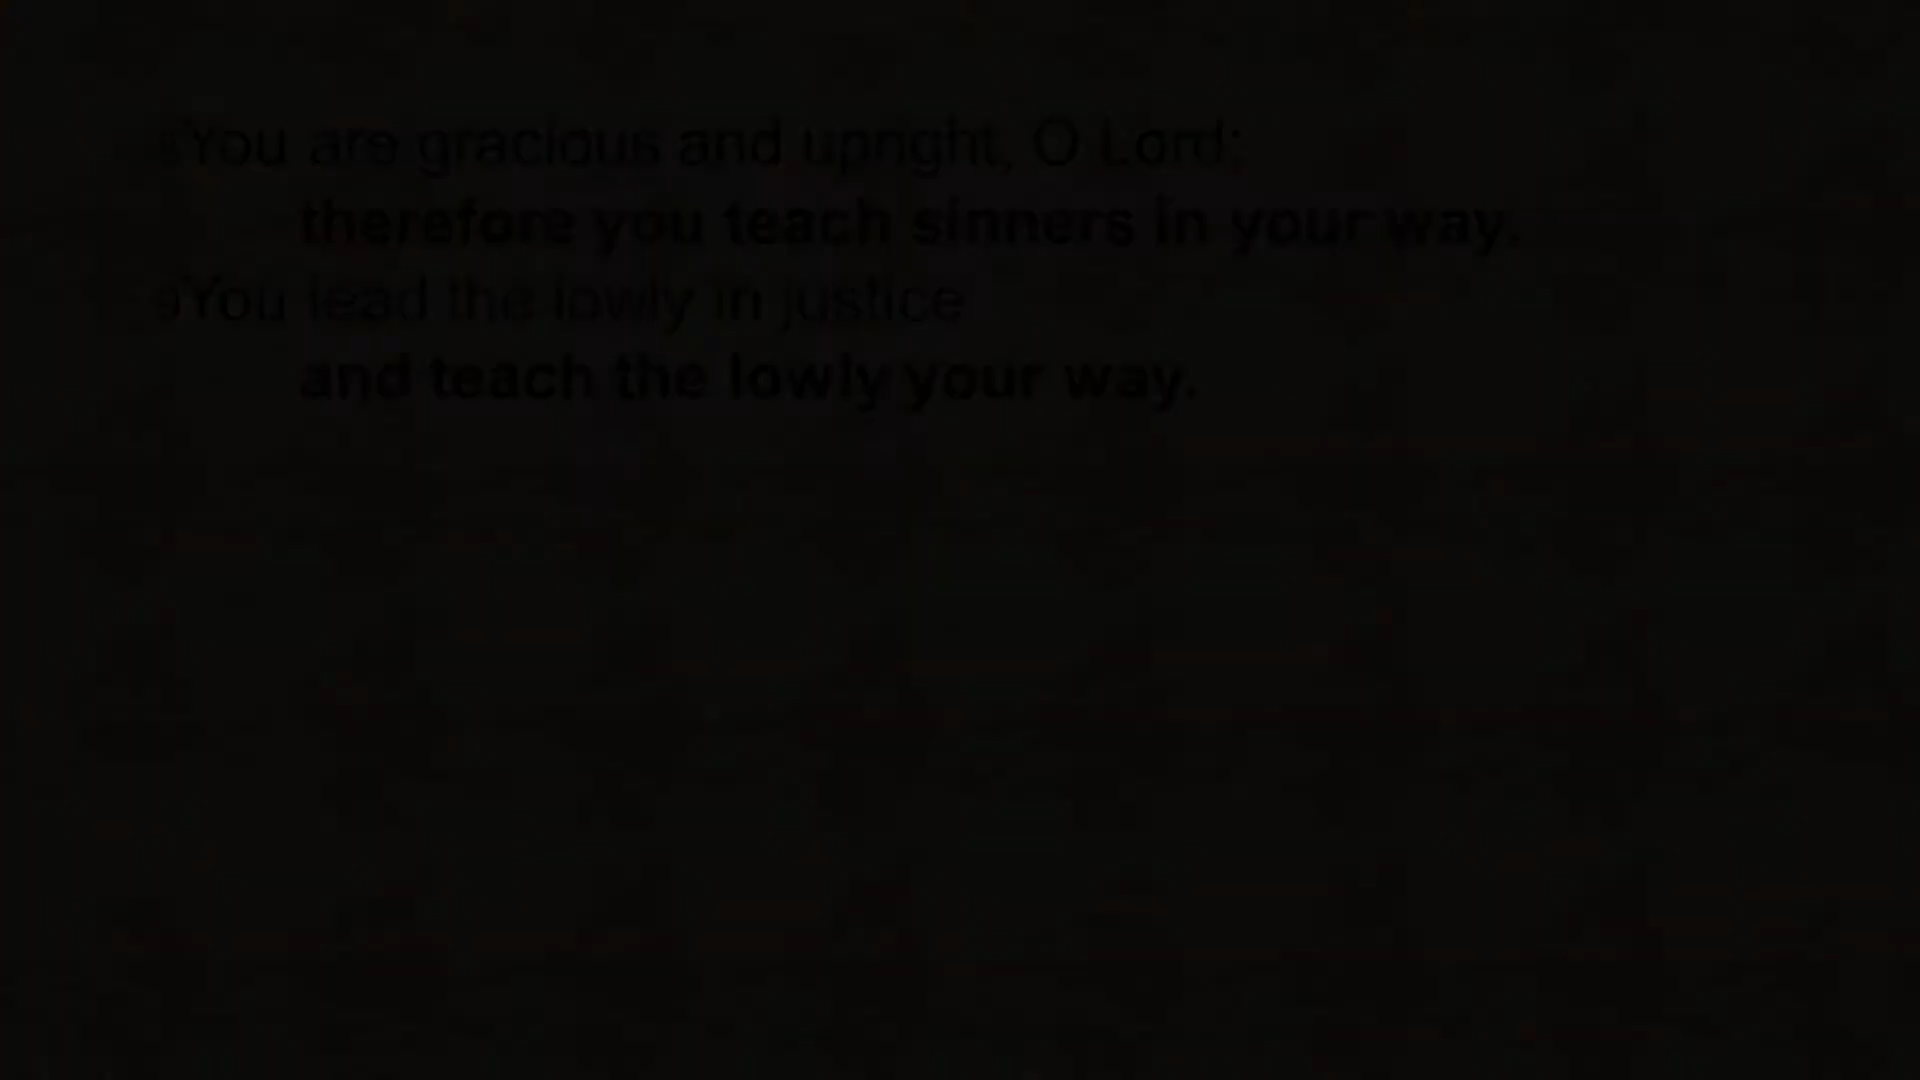 8You are gracious and upright, O Lord;
therefore you teach sinners in your way.
9You lead the lowly in justice
and teach the lowly your way.